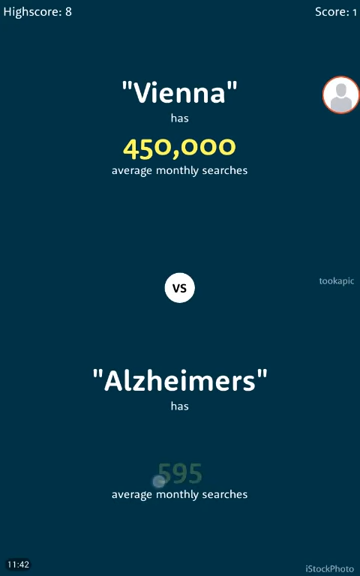 Highscore: 8
Score: 1
"Vienna"
has
450,000
average monthly searches
VS
tookapic
"Alzheimers"
has
595
average monthly searches
11:42
iStockPhoto